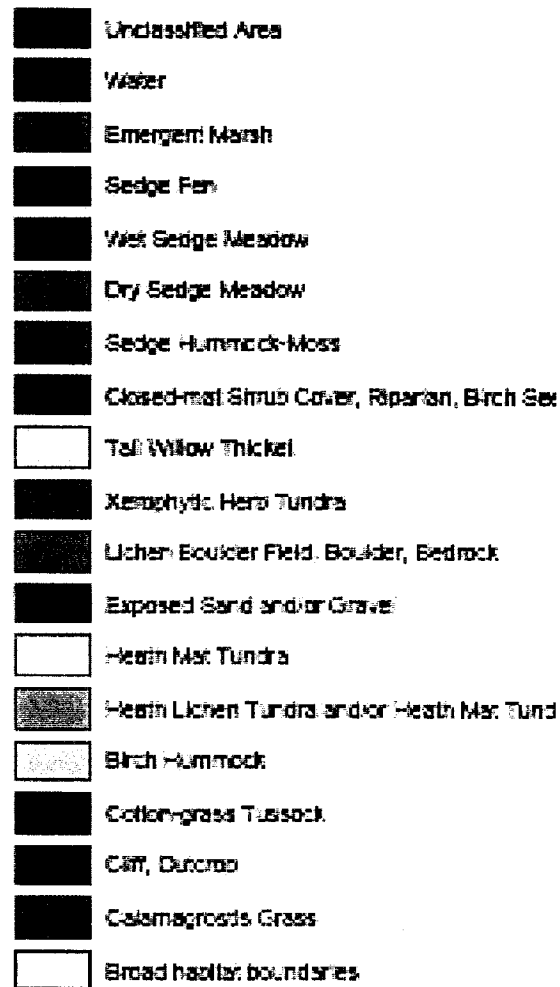 Unclassified Area
Water
Emergent Marsh
Sedge Fen
Wet Sedge Meadow
Dry Sedge Meadow
Sedge Hummock-Moss
Closed-mat Shrub Cover, Riparian, Birch See
Tall Willow Thicket
Xerophytic Herb Tundra
Lichen Boulder Field, Boulder, Bedrock
Exposed Sand and/or Gravel
Heath Mat Tundra
Heath Lichen Tundra and/or Heath Mat Tund
Birch Hummock
Cotton-grass Tussock
Cliff, Outcrop
Calamagrostis Grass
Broad habitat boundaries